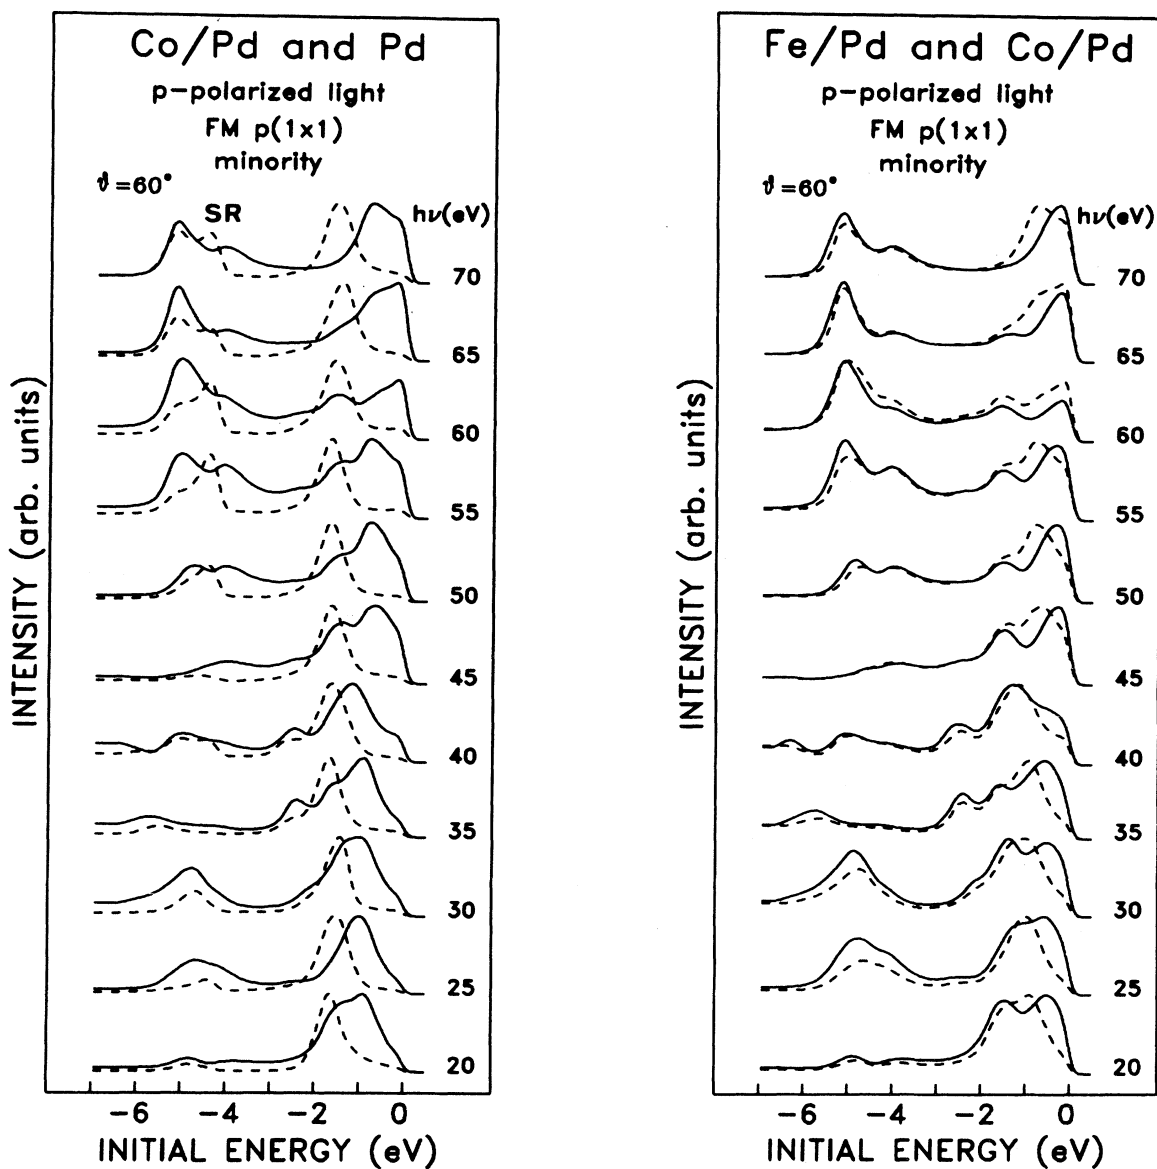 Co/Pd and Pd
p-polarized light
FM p(1x1)
minority
ϑ=60°
SR
hν(eV)
70
65
60
55
50
45
40
35
30
25
20
INTENSITY (arb. units)
-6 -4 -2 0
INITIAL ENERGY (eV)
Fe/Pd and Co/Pd
p-polarized light
FM p(1x1)
minority
ϑ=60°
hν(eV)
70
65
60
55
50
45
40
35
30
25
20
INTENSITY (arb. units)
-6 -4 -2 0
INITIAL ENERGY (eV)